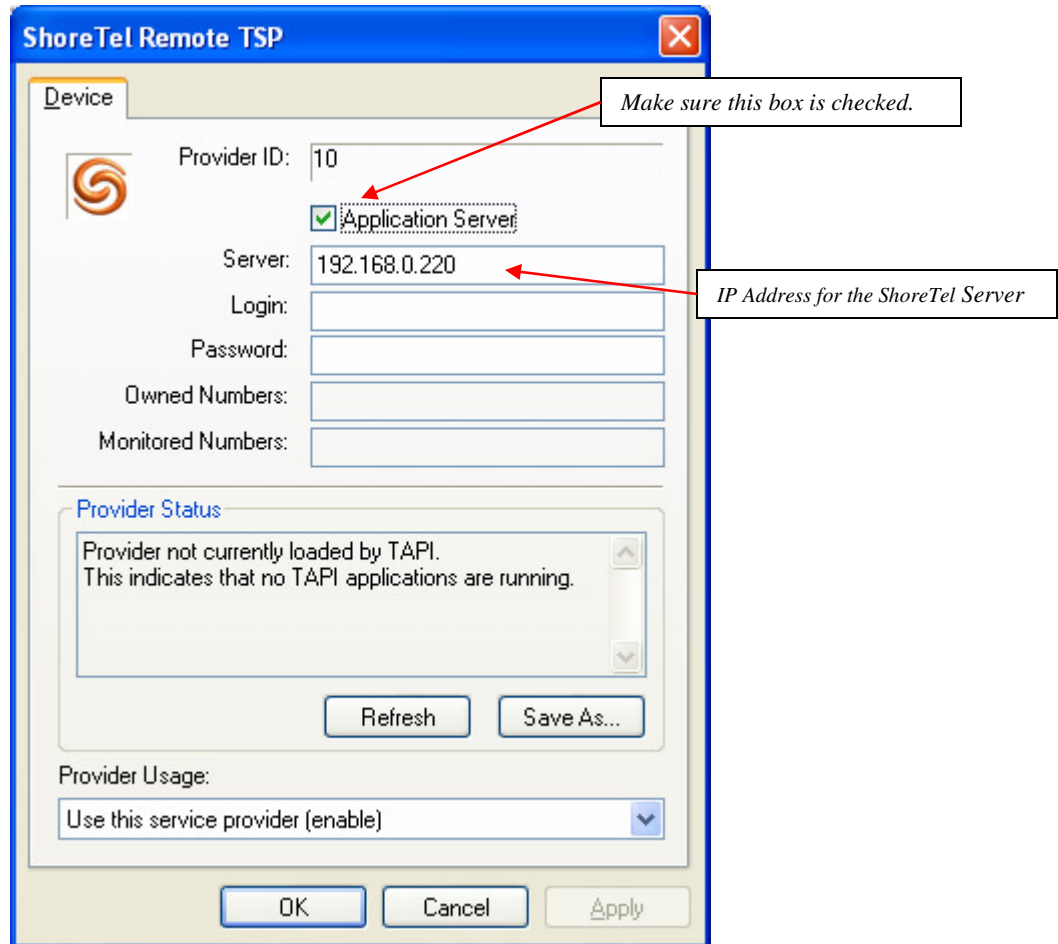 ShoreTel Remote TSP
Device
Make sure this box is checked.
Provider ID: 10
Application Server
Server: 192.168.0.220
IP Address for the ShoreTel Server
Login:
Password:
Owned Numbers:
Monitored Numbers:
Provider Status
Provider not currently loaded by TAPI.
This indicates that no TAPI applications are running.
Refresh Save As...
Provider Usage:
Use this service provider (enable)
OK Cancel Apply